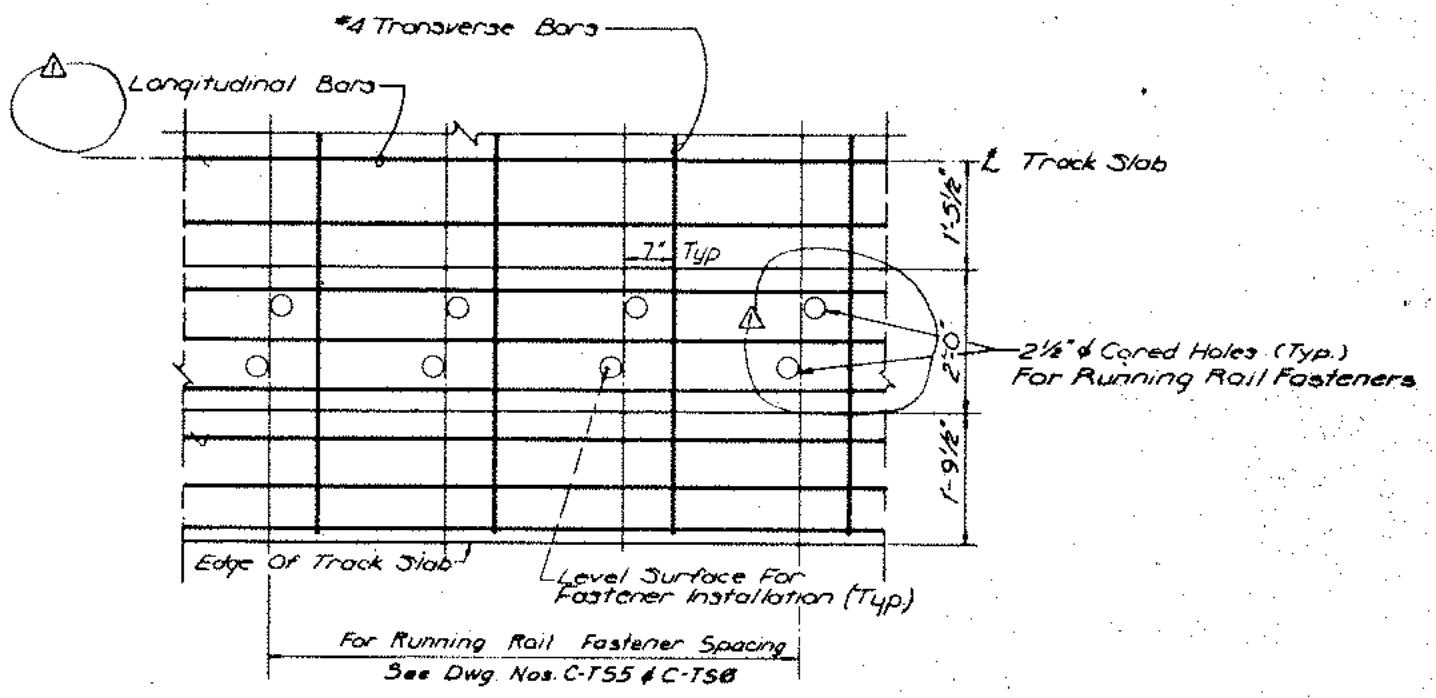 #4 Transverse Bars
1
Longitudinal Bars
℄ Track Slab
1'-5½"
7" Typ
1
2'-0"
2½" ⌀ Cored Holes (Typ.)
For Running Rail Fasteners
1'-9½"
Edge Of Track Slab
Level Surface For
Fastener Installation (Typ.)
For Running Rail Fastener Spacing
See Dwg. Nos. C-TS5 &